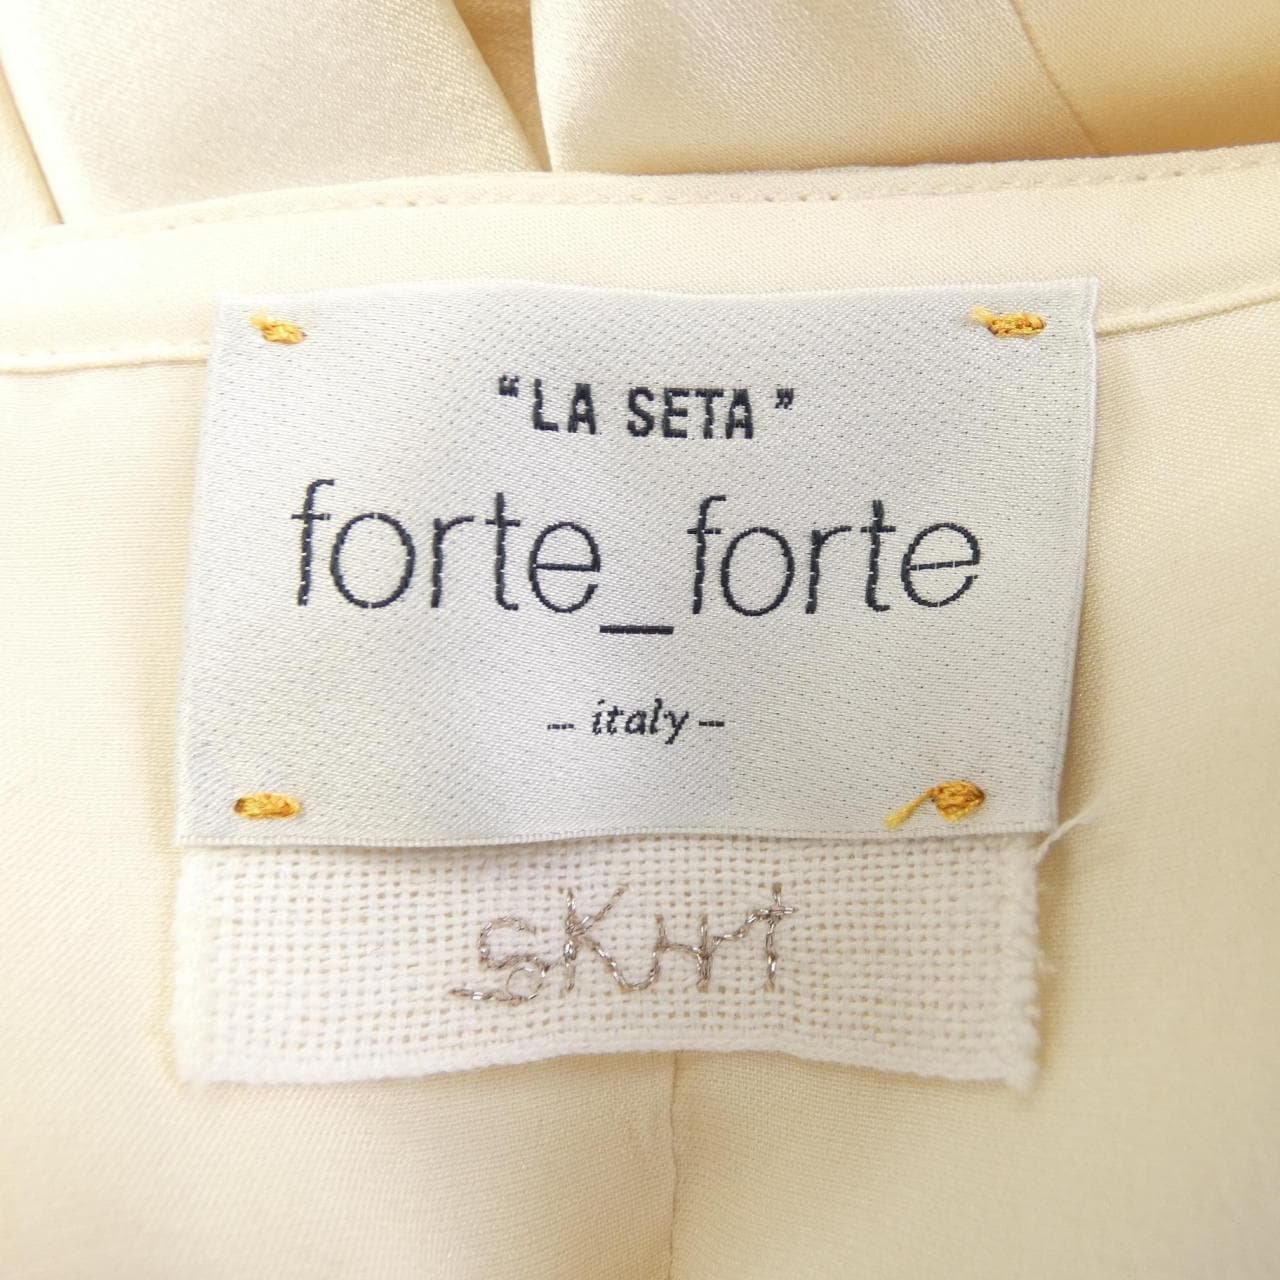 "LA SETA"
forte_forte
- italy -
skirt